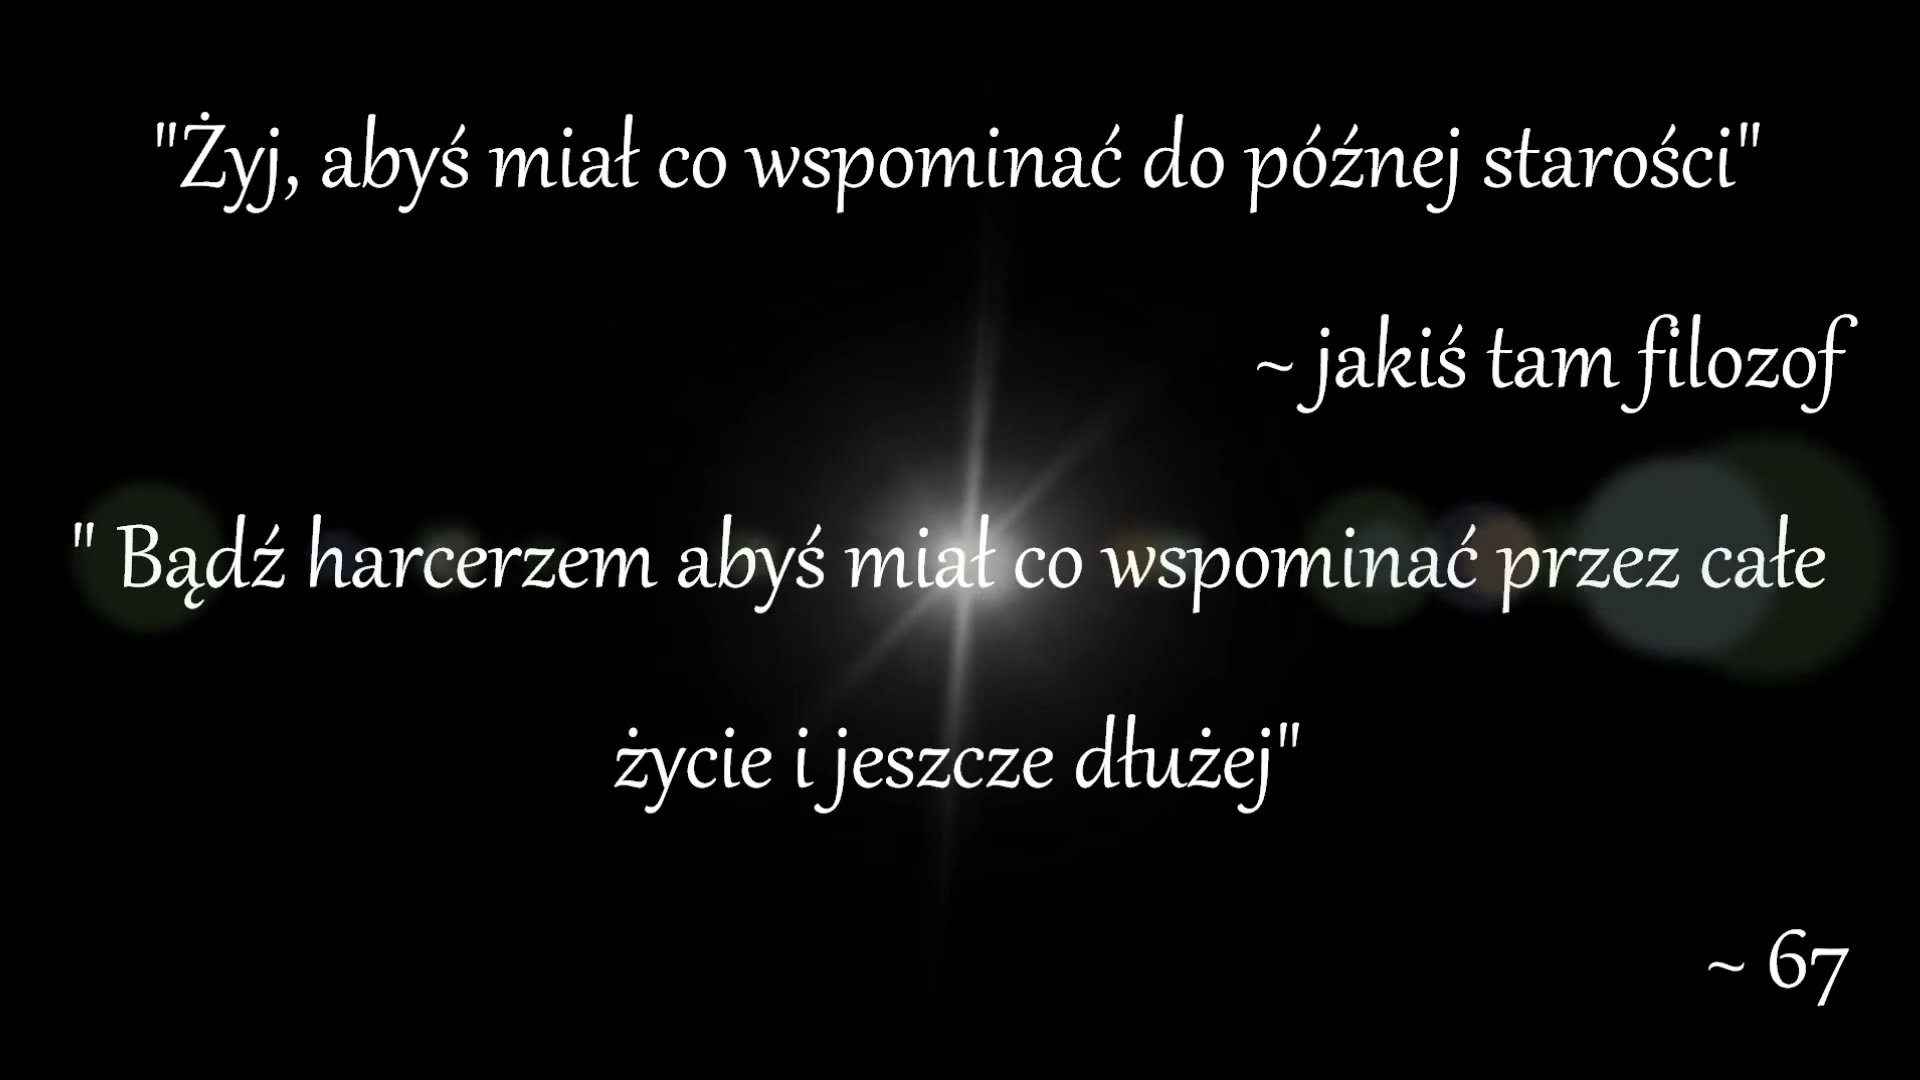 "Żyj, abyś miał co wspominać do późnej starości"
~ jakiś tam filozof
" Bądź harcerzem abyś miał co wspominać przez całe
życie i jeszcze dłużej"
~ 67